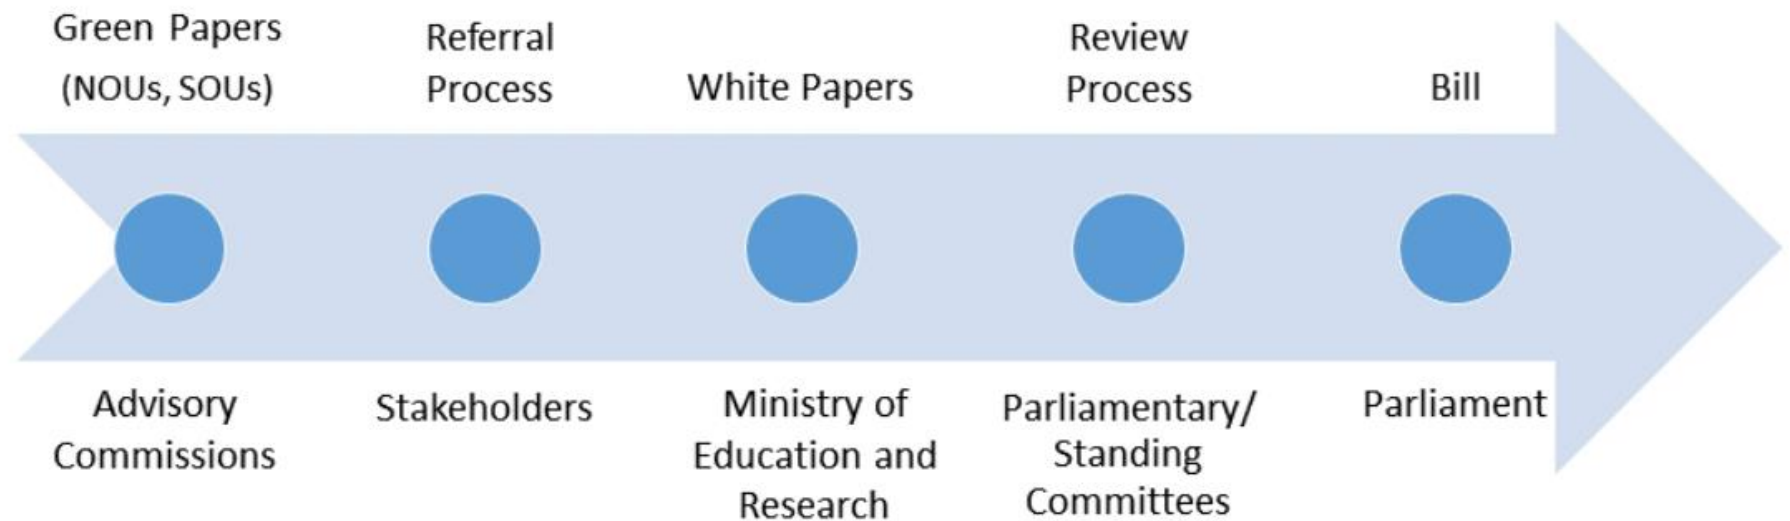 Green Papers
(NOUs, SOUs)
Referral
Process
White Papers
Review
Process
Bill
Advisory
Commissions
Stakeholders
Ministry of
Education and
Research
Parliamentary/
Standing
Committees
Parliament